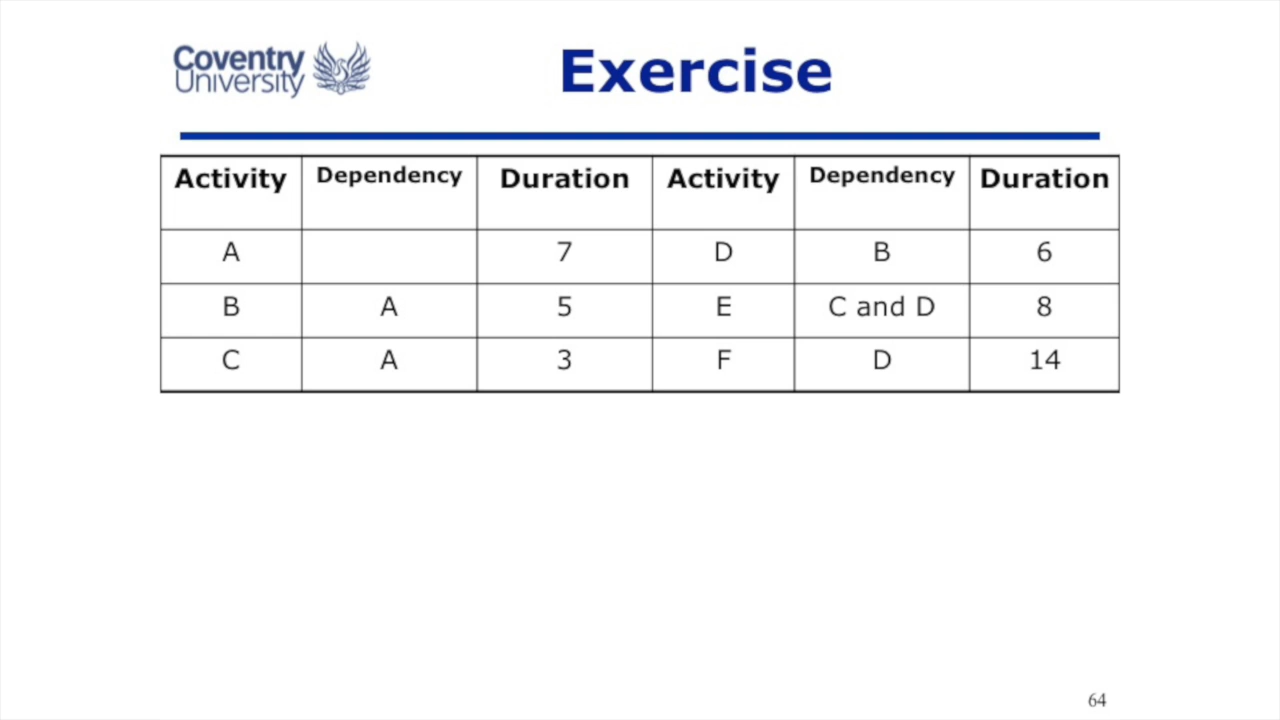 Coventry
University
Exercise
Activity Dependency Duration Activity Dependency Duration
A 7 D B 6
B A 5 E C and D 8
C A 3 F D 14
64